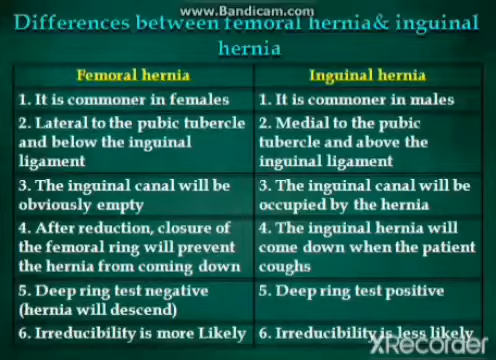 www.Bandicam.com
Differences between femoral hernia& inguinal
hernia
Femoral hernia
Inguinal hernia
1. It is commoner in females
1. It is commoner in males
2. Lateral to the pubic tubercle
and below the inguinal
ligament
2. Medial to the pubic
tubercle and above the
inguinal ligament
3. The inguinal canal will be
obviously empty
3. The inguinal canal will be
occupied by the hernia
4. After reduction, closure of
the femoral ring will prevent
the hernia from coming down
4. The inguinal hernia will
come down when the patient
coughs
5. Deep ring test negative
(hernia will descend)
5. Deep ring test positive
6. Irreducibility is more Likely
6. Irreducibility is less likely
XRecorder